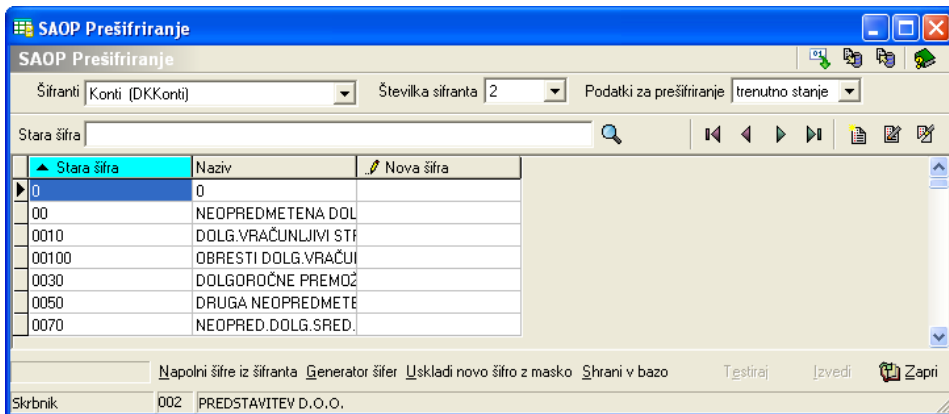 SAOP Prešifriranje
SAOP Prešifriranje
Šifranti Konti (DKKonti) Številka sifranta 2 Podatki za prešifriranje trenutno stanje
Stara šifra
Stara šifra Naziv Nova šifra
0 0
00 NEOPREDMETENA DOL
0010 DOLG.VRAČUNLJIVI STR
00100 OBRESTI DOLG.VRAČUN
0030 DOLGOROČNE PREMOŽ
0050 DRUGA NEOPREDMETE
0070 NEOPRED.DOLG.SRED.
Napolni šifre iz šifranta Generator šifer Uskladi novo šifro z masko Shrani v bazo Testiraj Izvedi Zapri
Skrbnik 002 PREDSTAVITEV D.O.O.